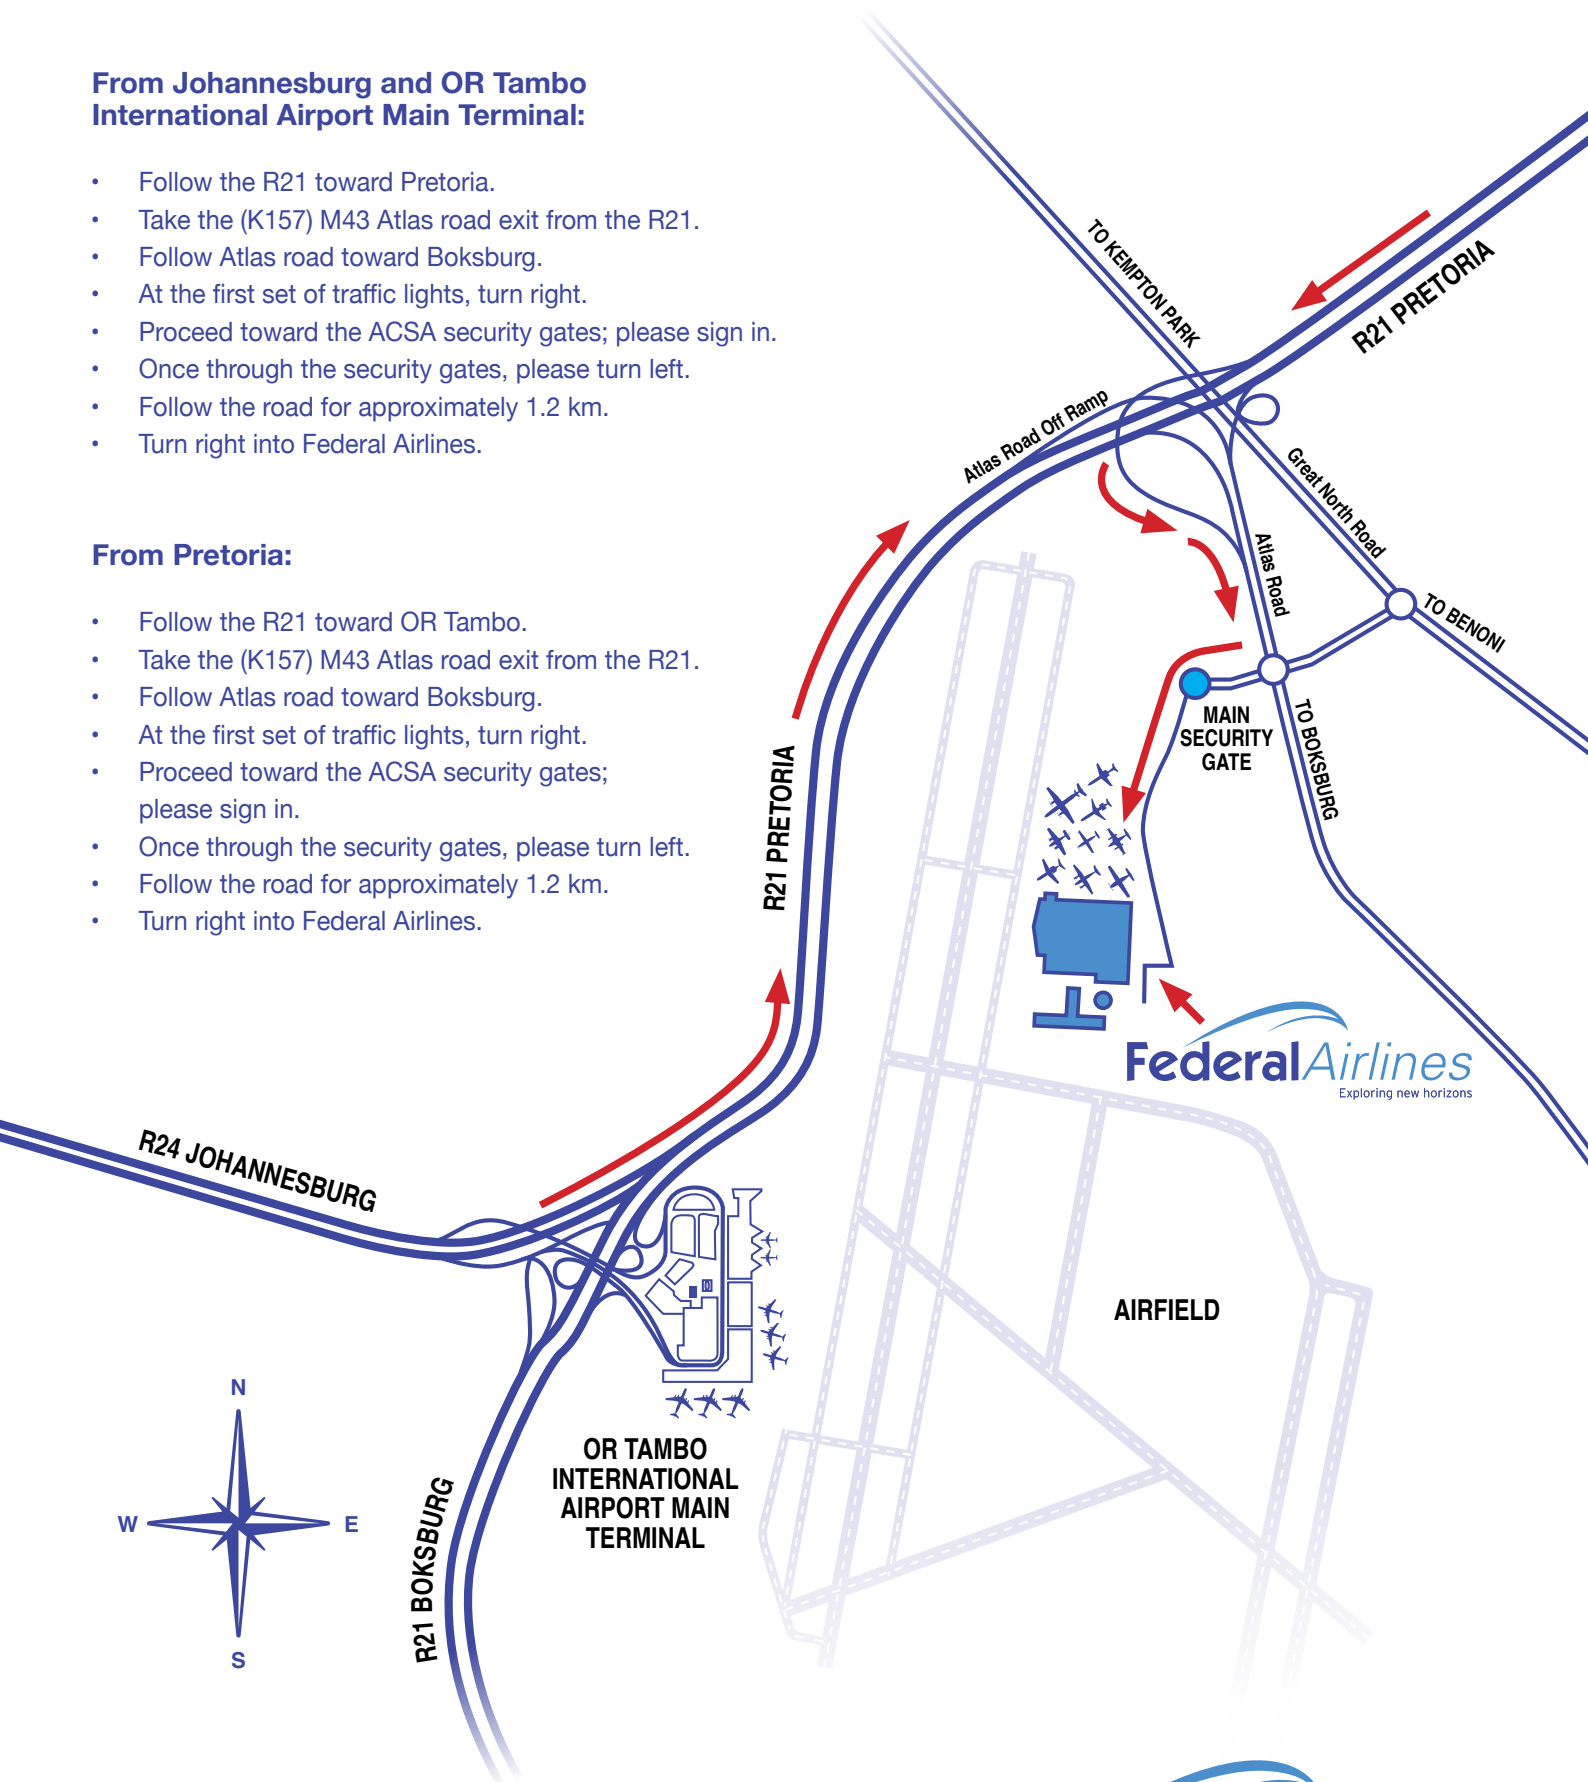 From Johannesburg and OR Tambo
International Airport Main Terminal:
• Follow the R21 toward Pretoria.
• Take the (K157) M43 Atlas road exit from the R21.
• Follow Atlas road toward Boksburg.
• At the first set of traffic lights, turn right.
• Proceed toward the ACSA security gates; please sign in.
• Once through the security gates, please turn left.
• Follow the road for approximately 1.2 km.
• Turn right into Federal Airlines.
From Pretoria:
• Follow the R21 toward OR Tambo.
• Take the (K157) M43 Atlas road exit from the R21.
• Follow Atlas road toward Boksburg.
• At the first set of traffic lights, turn right.
• Proceed toward the ACSA security gates;
please sign in.
• Once through the security gates, please turn left.
• Follow the road for approximately 1.2 km.
• Turn right into Federal Airlines.
TO KEMPTON PARK
R21 PRETORIA
Atlas Road Off Ramp
Great North Road
Atlas Road
TO BENONI
MAIN
SECURITY
GATE
TO BOKSBURG
R21 PRETORIA
Federal Airlines
Exploring new horizons
R24 JOHANNESBURG
AIRFIELD
OR TAMBO
INTERNATIONAL
AIRPORT MAIN
TERMINAL
R21 BOKSBURG
N
W
E
S